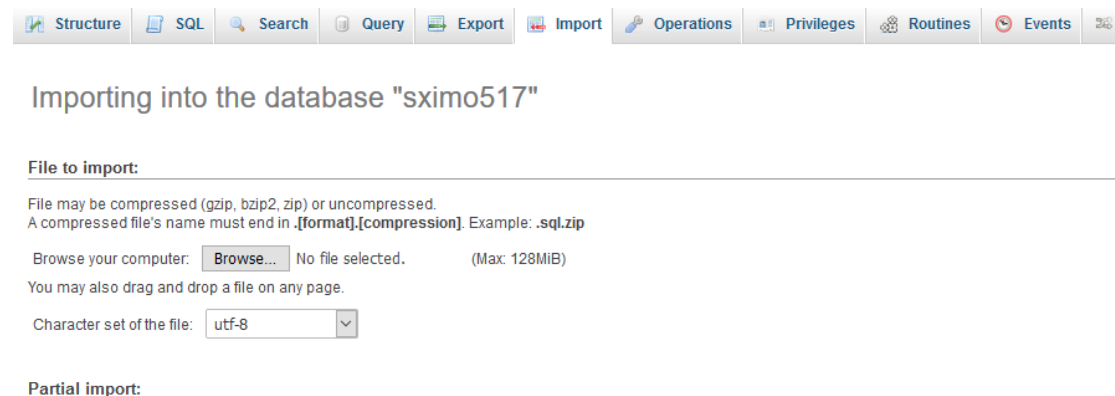 Structure SQL Search Query Export Import Operations Privileges Routines Events
Importing into the database "sximo517"
File to import:
File may be compressed (gzip, bzip2, zip) or uncompressed.
A compressed file's name must end in .[format].[compression]. Example: .sql.zip
Browse your computer: Browse... No file selected. (Max: 128MiB)
You may also drag and drop a file on any page.
Character set of the file: utf-8
Partial import: